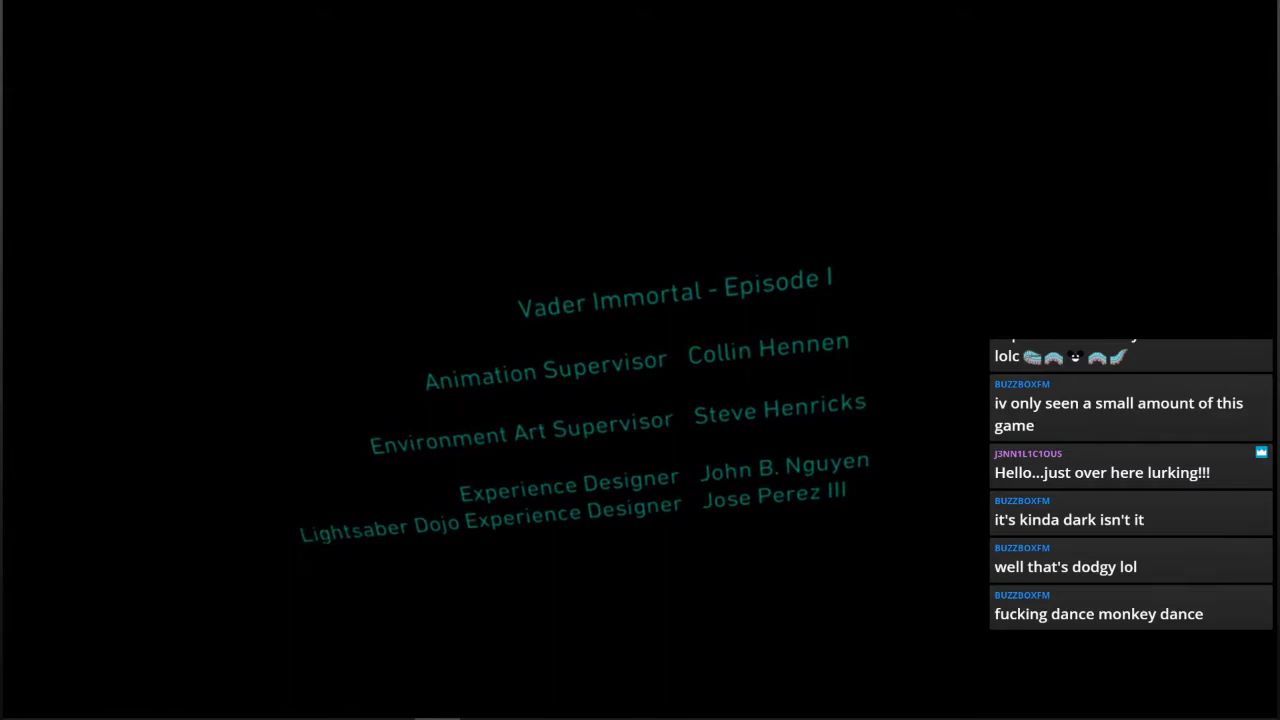 Vader Immortal - Episode I
Animation Supervisor Collin Hennen
Environment Art Supervisor Steve Henricks
Experience Designer John B. Nguyen
Lightsaber Dojo Experience Designer Jose Perez III
lolc
BUZZBOXFM
iv only seen a small amount of this
game
J3NN1L1C1OUS
Hello...just over here lurking!!!
BUZZBOXFM
it's kinda dark isn't it
BUZZBOXFM
well that's dodgy lol
BUZZBOXFM
fucking dance monkey dance